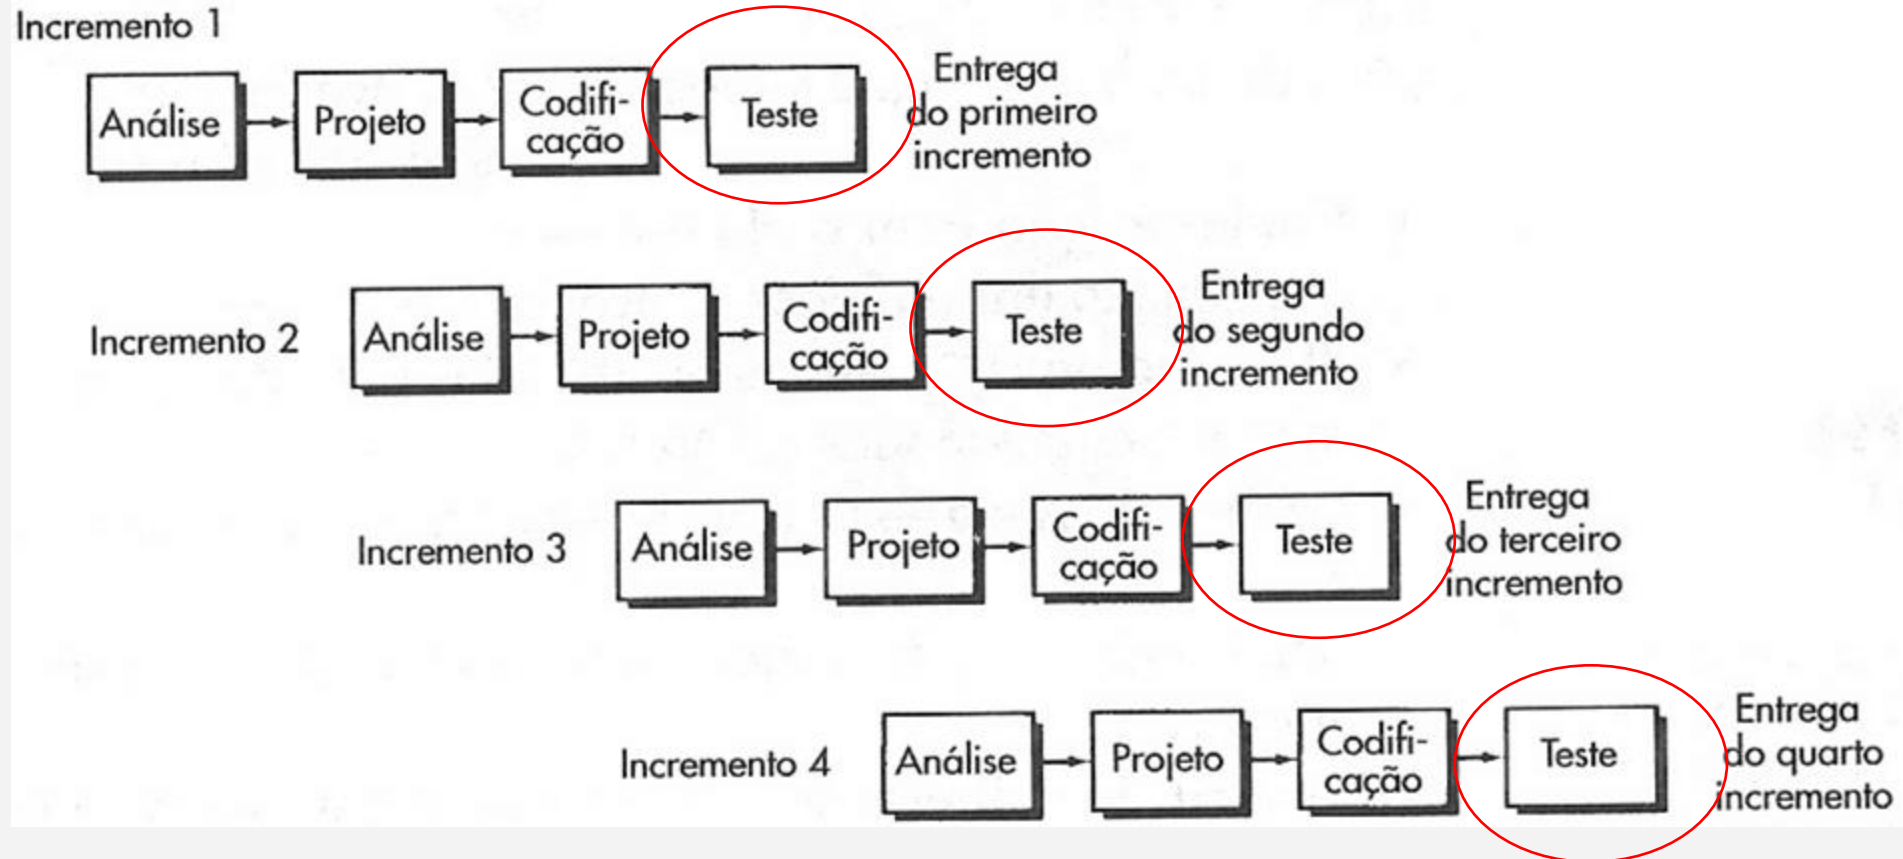 Incremento 1
Análise
Projeto
Codifi-
cação
Teste
Entrega
do primeiro
incremento
Incremento 2
Análise
Projeto
Codifi-
cação
Teste
Entrega
do segundo
incremento
Incremento 3
Análise
Projeto
Codifi-
cação
Teste
Entrega
do terceiro
incremento
Incremento 4
Análise
Projeto
Codifi-
cação
Teste
Entrega
do quarto
incremento